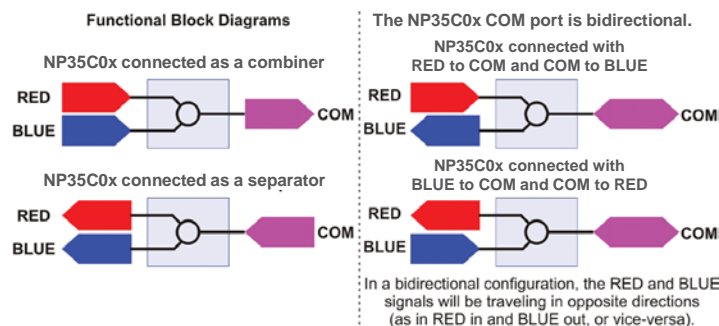 Functional Block Diagrams
NP35C0x connected as a combiner
RED
BLUE
COM
NP35C0x connected as a separator
RED
BLUE
COM
The NP35C0x COM port is bidirectional.
NP35C0x connected with
RED to COM and COM to BLUE
RED
BLUE
COM
NP35C0x connected with
BLUE to COM and COM to RED
RED
BLUE
COM
In a bidirectional configuration, the RED and BLUE
signals will be traveling in opposite directions
(as in RED in and BLUE out, or vice-versa).